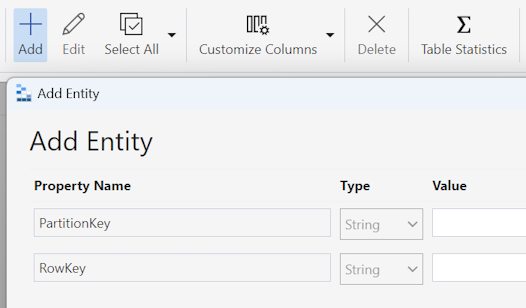 Add Edit Select All Customize Columns Delete Σ Table Statistics
Add Entity
Add Entity
Property Name Type Value
PartitionKey String
RowKey String